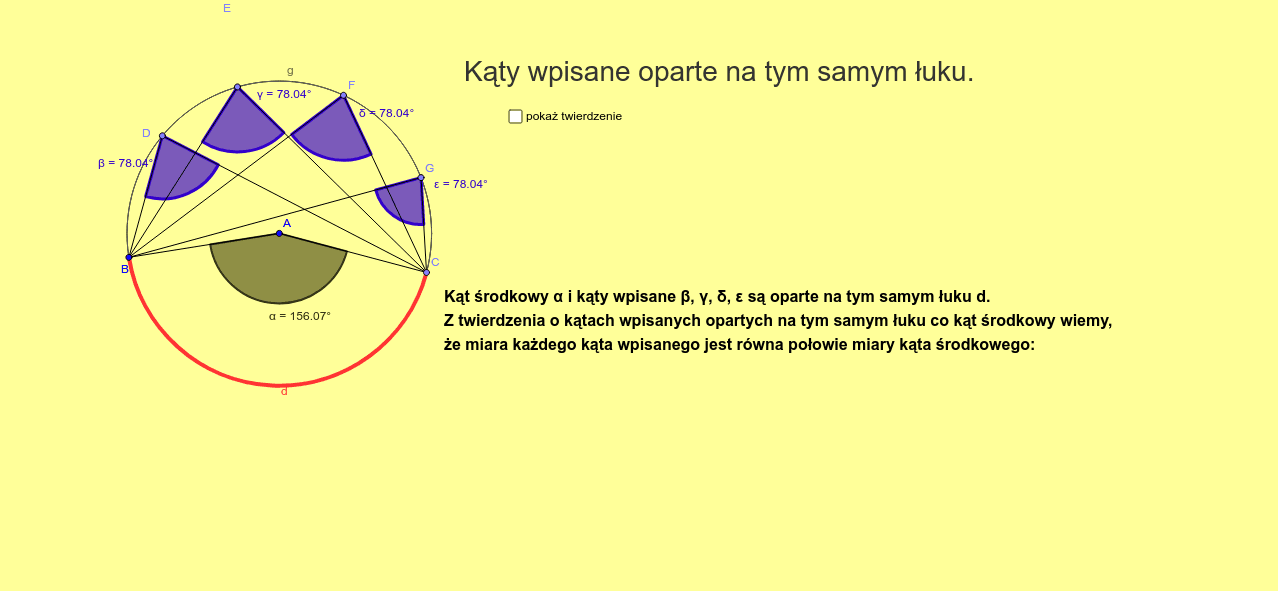 E
Kąty wpisane oparte na tym samym łuku.
g
F
γ = 78.04°
δ = 78.04°
pokaż twierdzenie
D
β = 78.04°
G
ε = 78.04°
A
B
C
Kąt środkowy α i kąty wpisane β, γ, δ, ε są oparte na tym samym łuku d.
α = 156.07°
Z twierdzenia o kątach wpisanych opartych na tym samym łuku co kąt środkowy wiemy,
że miara każdego kąta wpisanego jest równa połowie miary kąta środkowego:
d